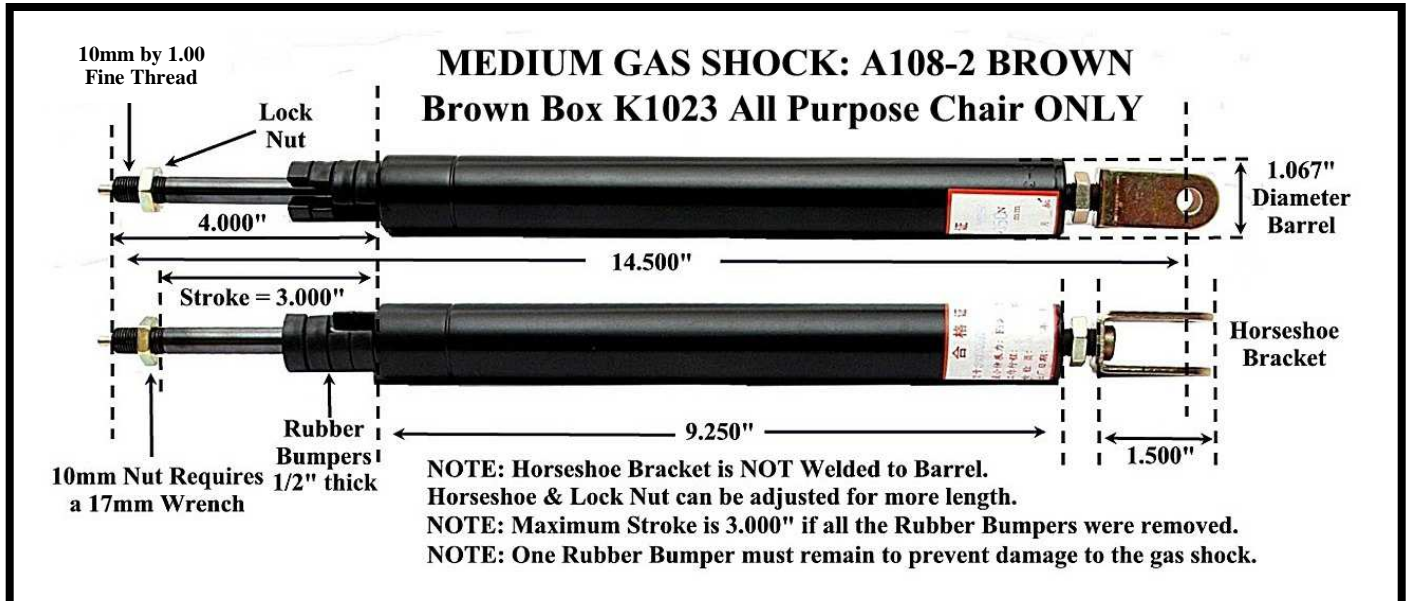 MEDIUM GAS SHOCK: A108-2 BROWN
Brown Box K1023 All Purpose Chair ONLY
10mm by 1.00
Fine Thread
Lock
Nut
1.067"
Diameter
Barrel
4.000"
14.500"
Stroke = 3.000"
合格证
Horseshoe
Bracket
9.250"
1.500"
Rubber
Bumpers
1/2" thick
10mm Nut Requires
a 17mm Wrench
NOTE: Horseshoe Bracket is NOT Welded to Barrel.
Horseshoe & Lock Nut can be adjusted for more length.
NOTE: Maximum Stroke is 3.000" if all the Rubber Bumpers were removed.
NOTE: One Rubber Bumper must remain to prevent damage to the gas shock.